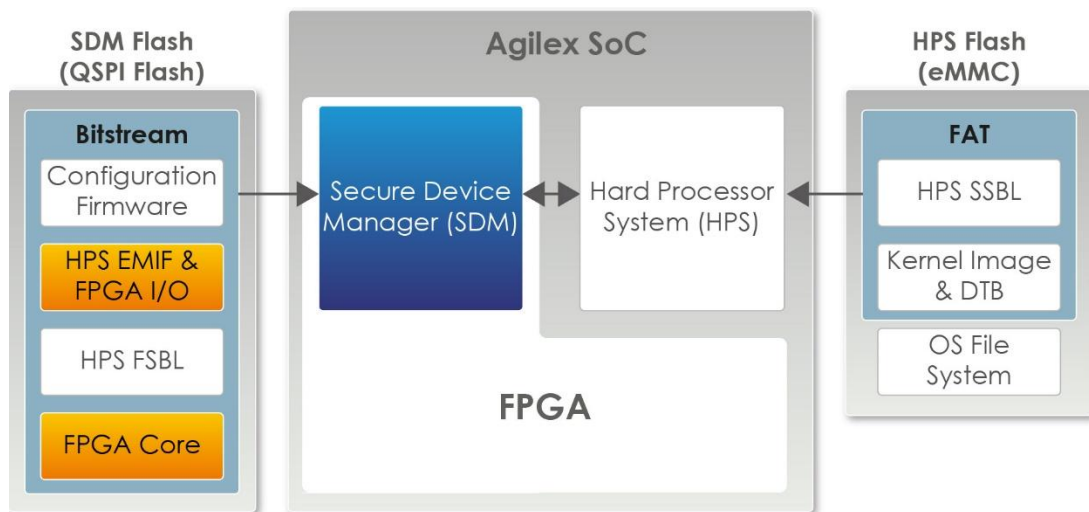 SDM Flash
(QSPI Flash)
Bitstream
Configuration
Firmware
HPS EMIF &
FPGA I/O
HPS FSBL
FPGA Core
Agilex SoC
Secure Device
Manager (SDM)
Hard Processor
System (HPS)
FPGA
HPS Flash
(eMMC)
FAT
HPS SSBL
Kernel Image
& DTB
OS File
System